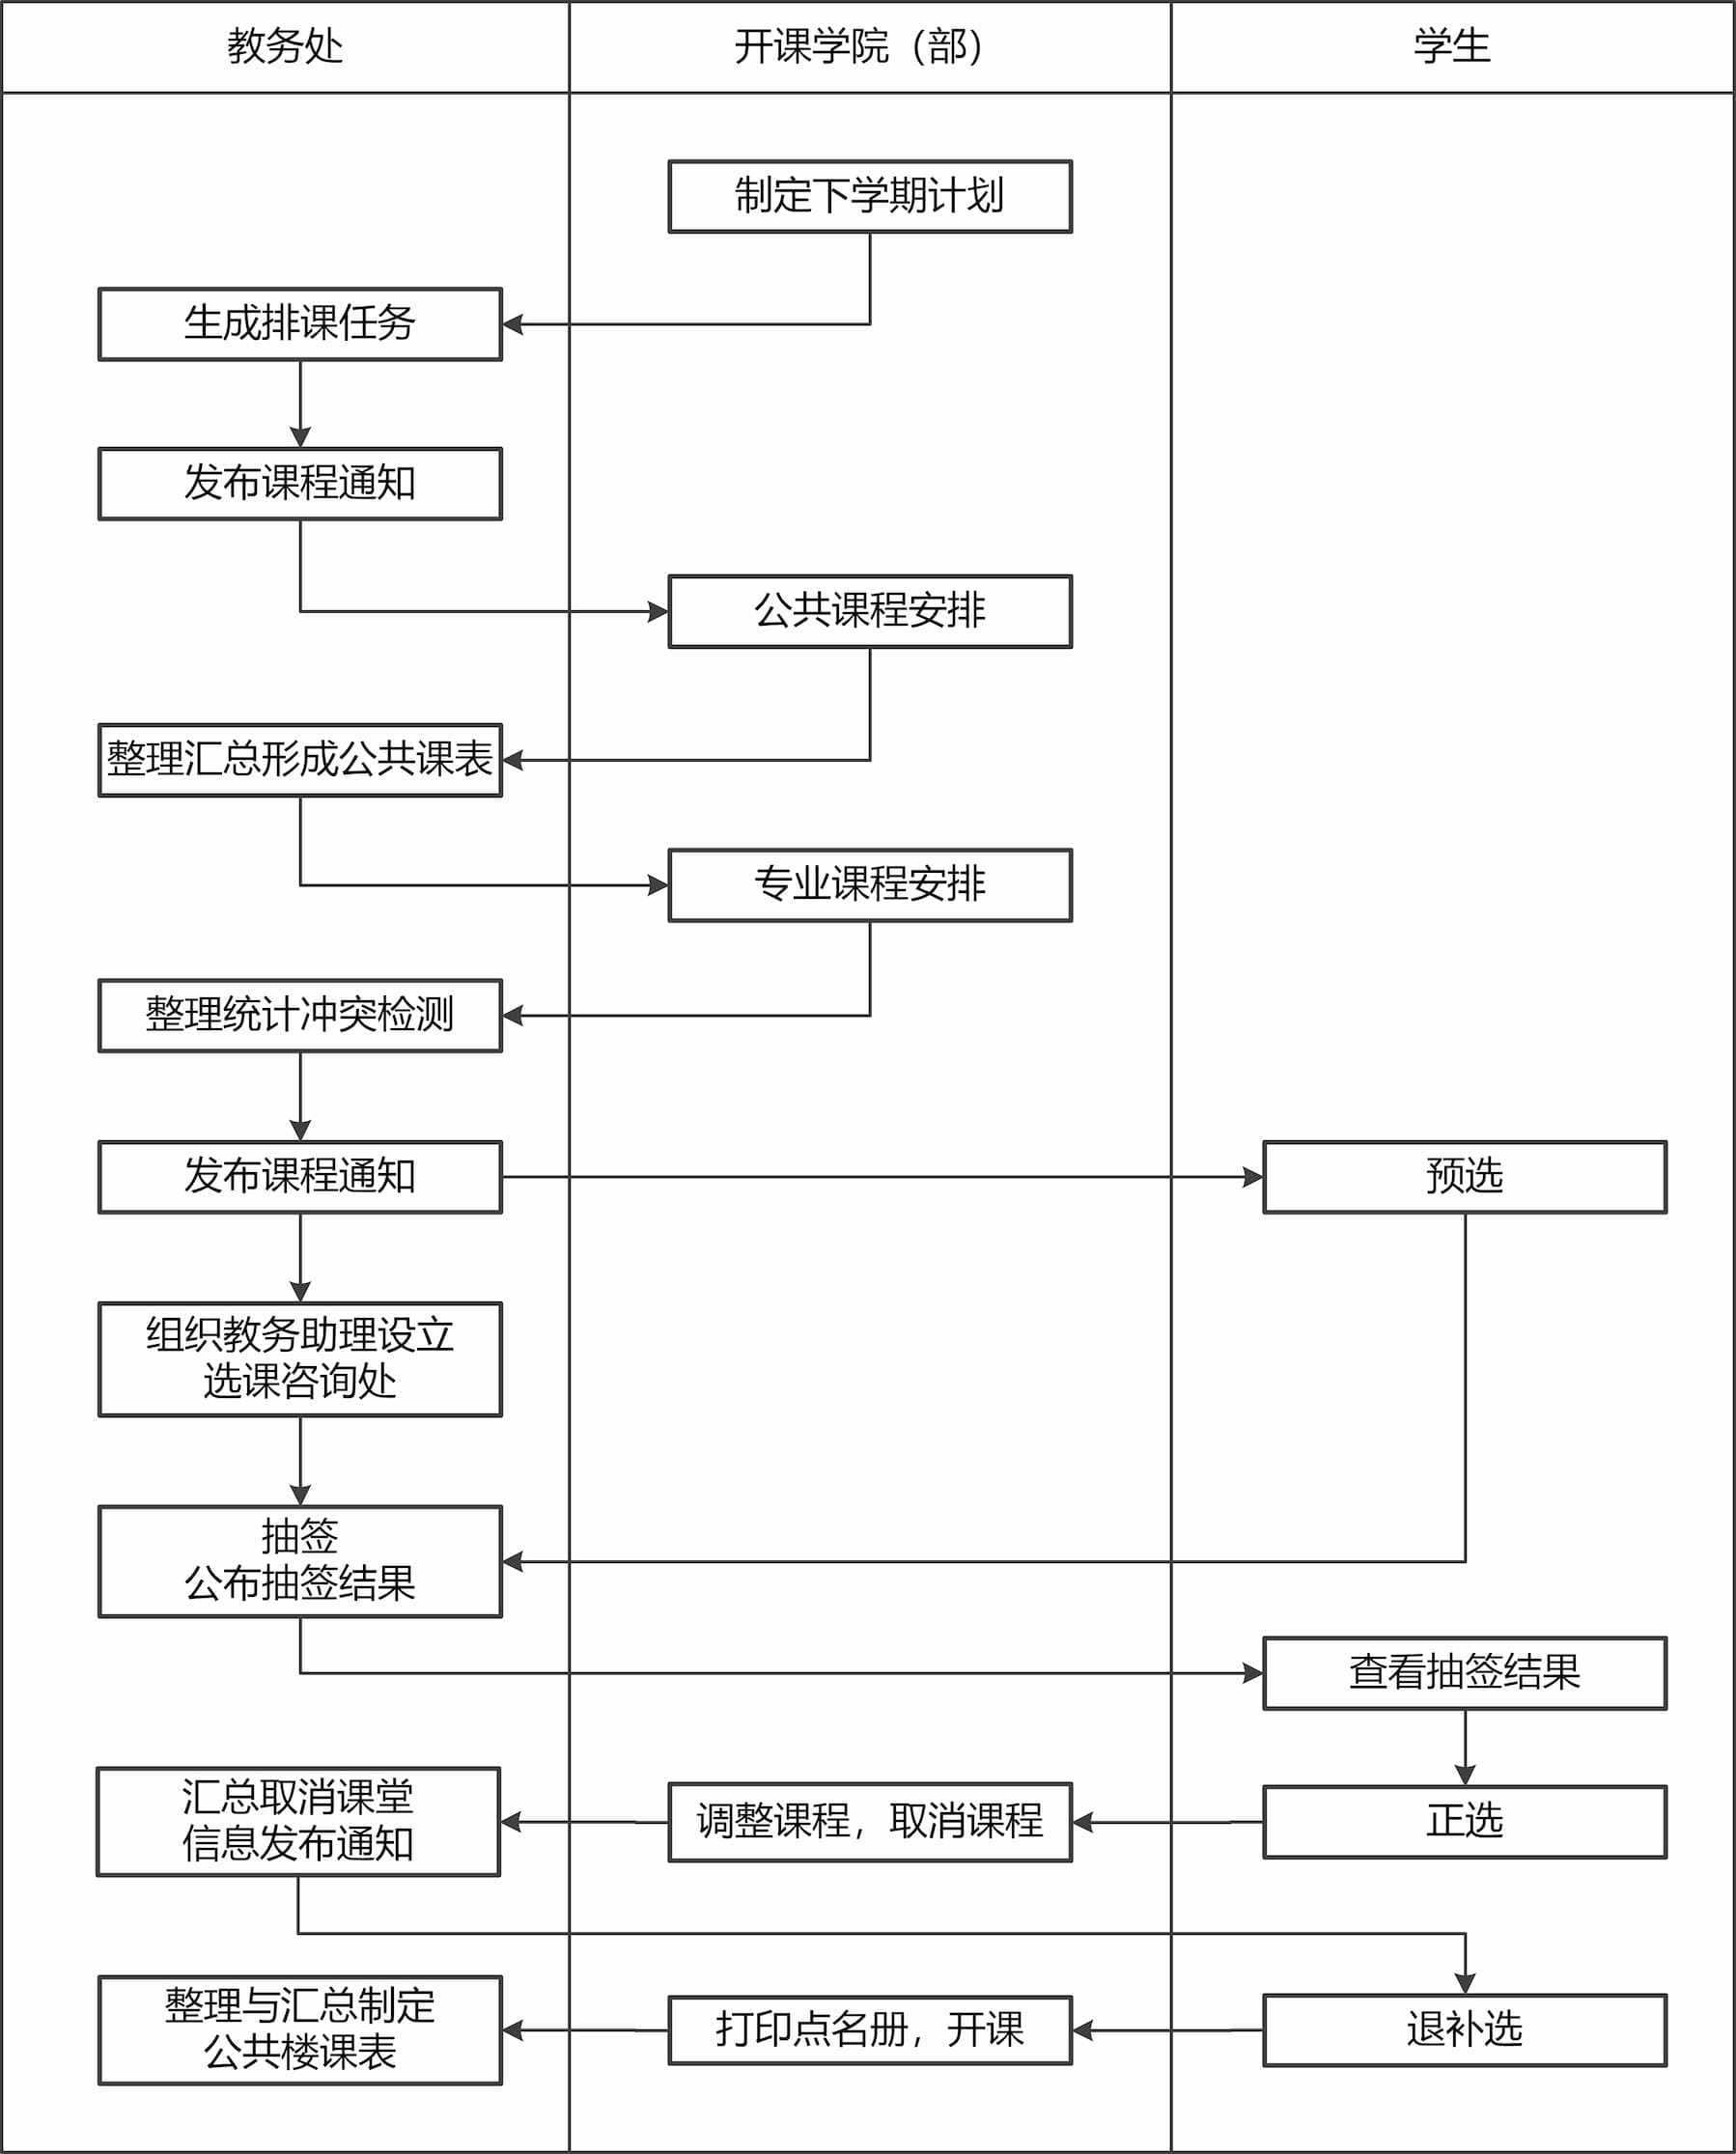 教务处
开课学院（部）
学生
制定下学期计划
生成排课任务
发布课程通知
公共课程安排
整理汇总形成公共课表
专业课程安排
整理统计冲突检测
发布课程通知
预选
组织教务助理设立
选课咨询处
抽签
公布抽签结果
查看抽签结果
汇总取消课堂
信息发布通知
调整课程，取消课程
正选
整理与汇总制定
公共楼课表
打印点名册，开课
退补选